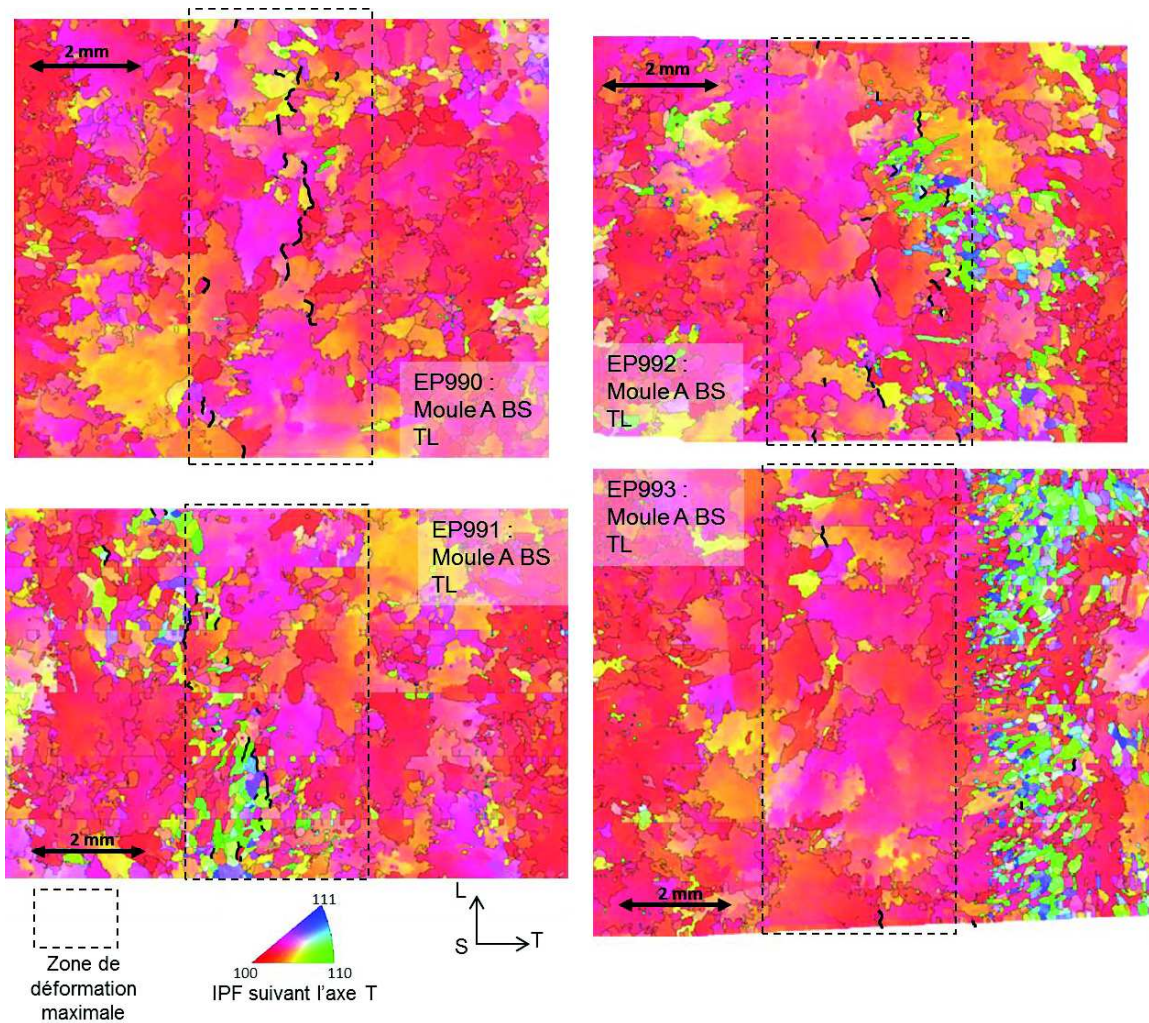 2 mm
EP990 :
Moule A BS
TL
2 mm
EP992 :
Moule A BS
TL
EP991 :
Moule A BS
TL
2 mm
EP993 :
Moule A BS
TL
2 mm
Zone de
déformation
maximale
111
100
110
IPF suivant l'axe T
L
S
T